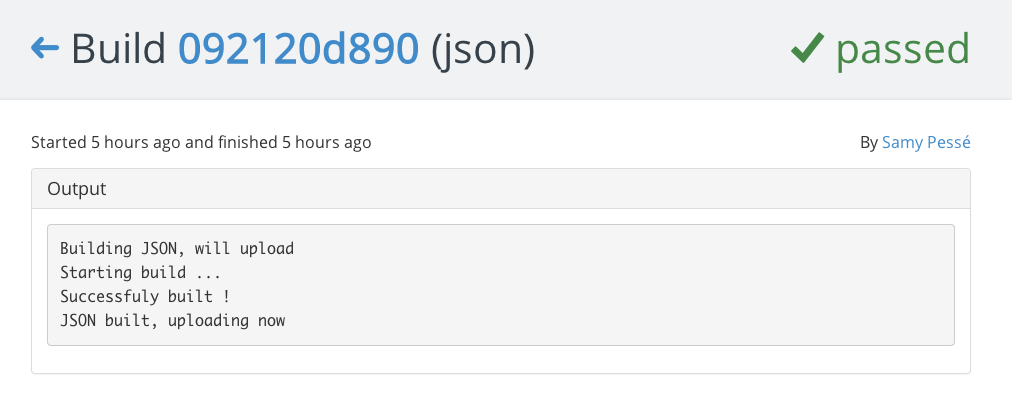 Build 092120d890 (json)
passed
Started 5 hours ago and finished 5 hours ago
By Samy Pessé
Output
Building JSON, will upload
Starting build ...
Successfuly built !
JSON built, uploading now